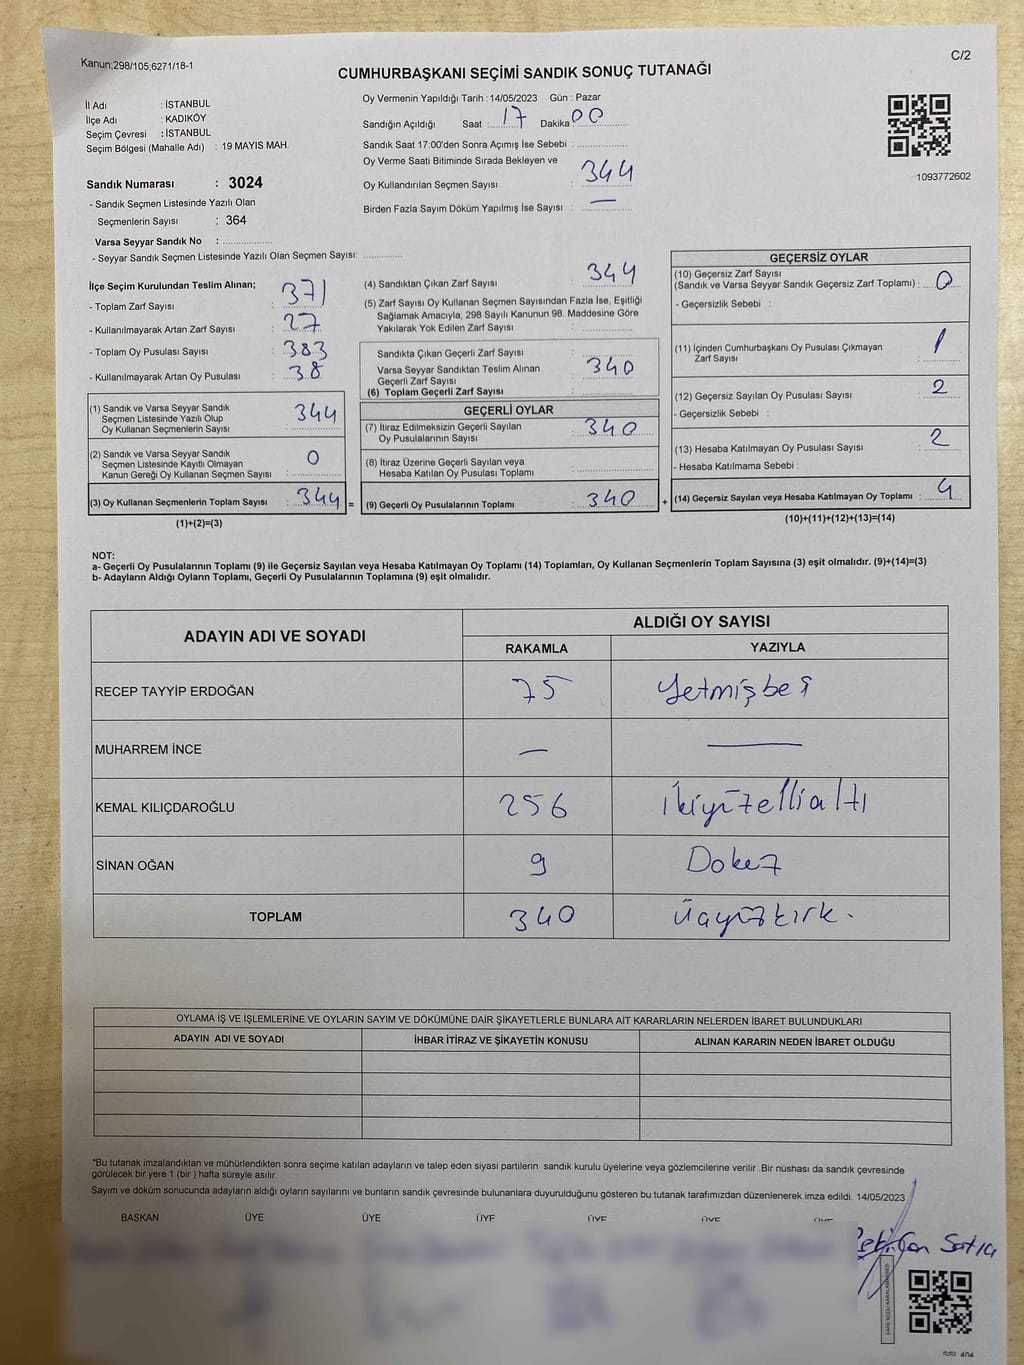 Kanun;298/105,6271/18-1
C/2
CUMHURBAŞKANI SEÇİMİ SANDIK SONUÇ TUTANAĞI
İl Adı : İSTANBUL
İlçe Adı : KADIKÖY
Seçim Çevresi : İSTANBUL
Seçim Bölgesi (Mahalle Adı) : 19 MAYIS MAH.
Sandık Numarası : 3024
- Sandık Seçmen Listesinde Yazılı Olan
Seçmenlerin Sayısı : 364
Varsa Seyyar Sandık No : ....................
- Seyyar Sandık Seçmen Listesinde Yazılı Olan Seçmen Sayısı: ...............
Oy Vermenin Yapıldığı Tarih :14/05/2023 Gün : Pazar
Sandığın Açıldığı Saat : 17 Dakika 00
Sandık Saat 17:00'den Sonra Açımış İse Sebebi : ....................
Oy Verme Saati Bitiminde Sırada Bekleyen ve
Oy Kullandırılan Seçmen Sayısı : 344
Birden Fazla Sayım Döküm Yapılmış İse Sayısı : —
1093772602
İlçe Seçim Kurulundan Teslim Alınan;
- Toplam Zarf Sayısı : 371
- Kullanılmayarak Artan Zarf Sayısı : 27
- Toplam Oy Pusulası Sayısı : 383
- Kullanılmayarak Artan Oy Pusulası : 38
(1) Sandık ve Varsa Seyyar Sandık
Seçmen Listesinde Yazılı Olup
Oy Kullanan Seçmenlerin Sayısı : 344
(2) Sandık ve Varsa Seyyar Sandık
Seçmen Listesinde Kayıtlı Olmayan
Kanun Gereği Oy Kullanan Seçmen Sayısı : 0
(3) Oy Kullanan Seçmenlerin Toplam Sayısı : 344 =
(1)+(2)=(3)
(4) Sandıktan Çıkan Zarf Sayısı : 344
(5) Zarf Sayısı Oy Kullanan Seçmen Sayısından Fazla İse, Eşitliği
Sağlamak Amacıyla; 298 Sayılı Kanunun 98. Maddesine Göre
Yakılarak Yok Edilen Zarf Sayısı : ...............
Sandıkta Çıkan Geçerli Zarf Sayısı : ...............
Varsa Seyyar Sandıktan Teslim Alınan
Geçerli Zarf Sayısı : 340
(6) Toplam Geçerli Zarf Sayısı : ...............
GEÇERLİ OYLAR
(7) İtiraz Edilmeksizin Geçerli Sayılan
Oy Pusulalarının Sayısı : 340
(8) İtiraz Üzerine Geçerli Sayılan veya
Hesaba Katılan Oy Pusulası Toplamı : ...............
(9) Geçerli Oy Pusulalarının Toplamı : 340 +
GEÇERSİZ OYLAR
(10) Geçersiz Zarf Sayısı
(Sandık ve Varsa Seyyar Sandık Geçersiz Zarf Toplamı) : 0
- Geçersizlik Sebebi :
(11) İçinden Cumhurbaşkanı Oy Pusulası Çıkmayan
Zarf Sayısı : 1
(12) Geçersiz Sayılan Oy Pusulası Sayısı : 2
- Geçersizlik Sebebi :
(13) Hesaba Katılmayan Oy Pusulası Sayısı : 2
- Hesaba Katılmama Sebebi :
(14) Geçersiz Sayılan veya Hesaba Katılmayan Oy Toplamı : 4
(10)+(11)+(12)+(13)=(14)
NOT:
a- Geçerli Oy Pusulalarının Toplamı (9) ile Geçersiz Sayılan veya Hesaba Katılmayan Oy Toplamı (14) Toplamları, Oy Kullanan Seçmenlerin Toplam Sayısına (3) eşit olmalıdır. (9)+(14)=(3)
b- Adayların Aldığı Oyların Toplamı, Geçerli Oy Pusulalarının Toplamına (9) eşit olmalıdır.
ADAYIN ADI VE SOYADI
ALDIĞI OY SAYISI
RAKAMLA YAZIYLA
RECEP TAYYİP ERDOĞAN 75 Yetmişbeş
MUHARREM İNCE — —
KEMAL KILIÇDAROĞLU 256 ikiyüzellialtı
SİNAN OĞAN 9 Dokuz
TOPLAM 340 Üçyüzkırk.
OYLAMA İŞ VE İŞLEMLERİNE VE OYLARIN SAYIM VE DÖKÜMÜNE DAİR ŞİKAYETLERLE BUNLARA AİT KARARLARIN NELERDEN İBARET BULUNDUKLARI
ADAYIN ADI VE SOYADI İHBAR İTİRAZ VE ŞİKAYETİN KONUSU ALINAN KARARIN NEDEN İBARET OLDUĞU
*Bu tutanak imzalandıktan ve mühürlendikten sonra seçime katılan adayların ve talep eden siyasi partilerin sandık kurulu üyelerine veya gözlemcilerine verilir .Bir nüshası da sandık çevresinde
görülecek bir yere 1 (bir ) hafta süreyle asılır.
Sayım ve döküm sonucunda adayların aldığı oyların sayılarını ve bunların sandık çevresinde bulunanlara duyurulduğunu gösteren bu tutanak tarafımızdan düzenlenerek imza edildi. 14/05/2023
BAŞKAN ÜYE ÜYE ÜYE ÜYE ÜYE ÜYE